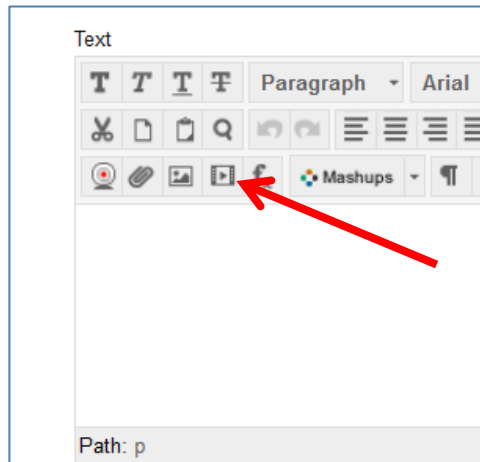 Text
T T T T Paragraph Arial
Mashups ¶
Path: p